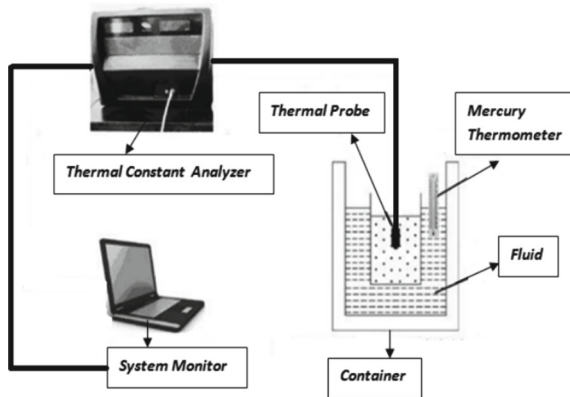 Thermal Probe
Mercury
Thermometer
Thermal Constant Analyzer
Fluid
System Monitor
Container